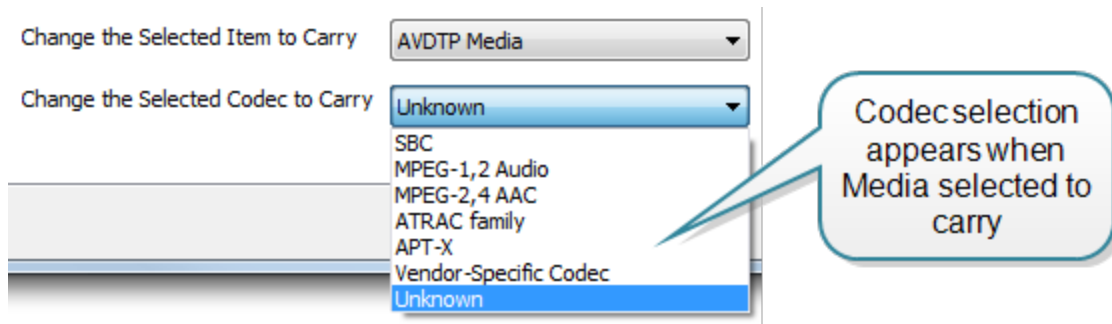 Change the Selected Item to Carry AVDTP Media
Change the Selected Codec to Carry Unknown
SBC
MPEG-1,2 Audio
MPEG-2,4 AAC
ATRAC family
APT-X
Vendor-Specific Codec
Unknown
Codec selection
appears when
Media selected to
carry